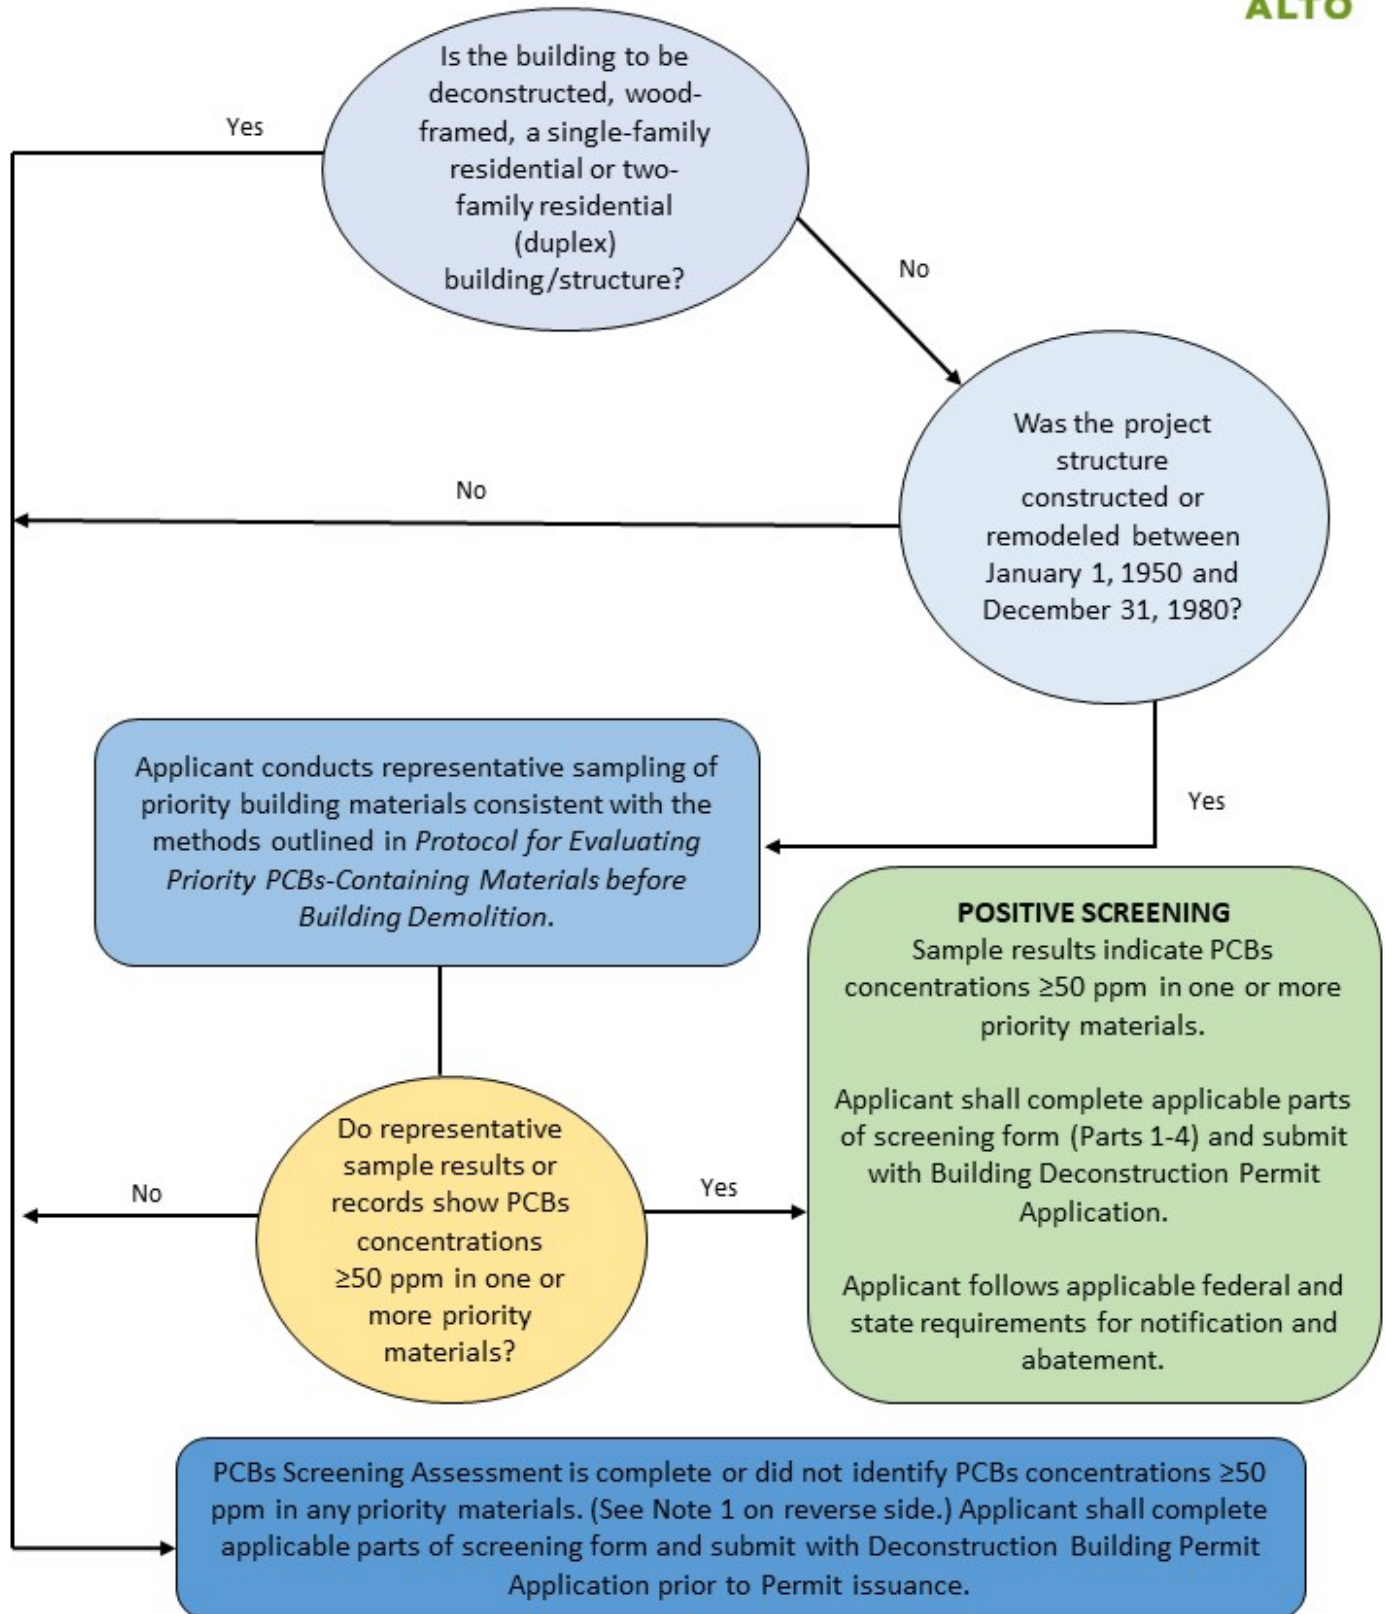 ALTO
Is the building to be
deconstructed, wood-
framed, a single-family
residential or two-
family residential
(duplex)
building/structure?
Yes
No
Was the project
structure
constructed or
remodeled between
January 1, 1950 and
December 31, 1980?
No
Yes
Applicant conducts representative sampling of
priority building materials consistent with the
methods outlined in Protocol for Evaluating
Priority PCBs-Containing Materials before
Building Demolition.
POSITIVE SCREENING
Sample results indicate PCBs
concentrations ≥50 ppm in one or more
priority materials.
Applicant shall complete applicable parts
of screening form (Parts 1-4) and submit
with Building Deconstruction Permit
Application.
Applicant follows applicable federal and
state requirements for notification and
abatement.
Do representative
sample results or
records show PCBs
concentrations
≥50 ppm in one or
more priority
materials?
No
Yes
PCBs Screening Assessment is complete or did not identify PCBs concentrations ≥50
ppm in any priority materials. (See Note 1 on reverse side.) Applicant shall complete
applicable parts of screening form and submit with Deconstruction Building Permit
Application prior to Permit issuance.